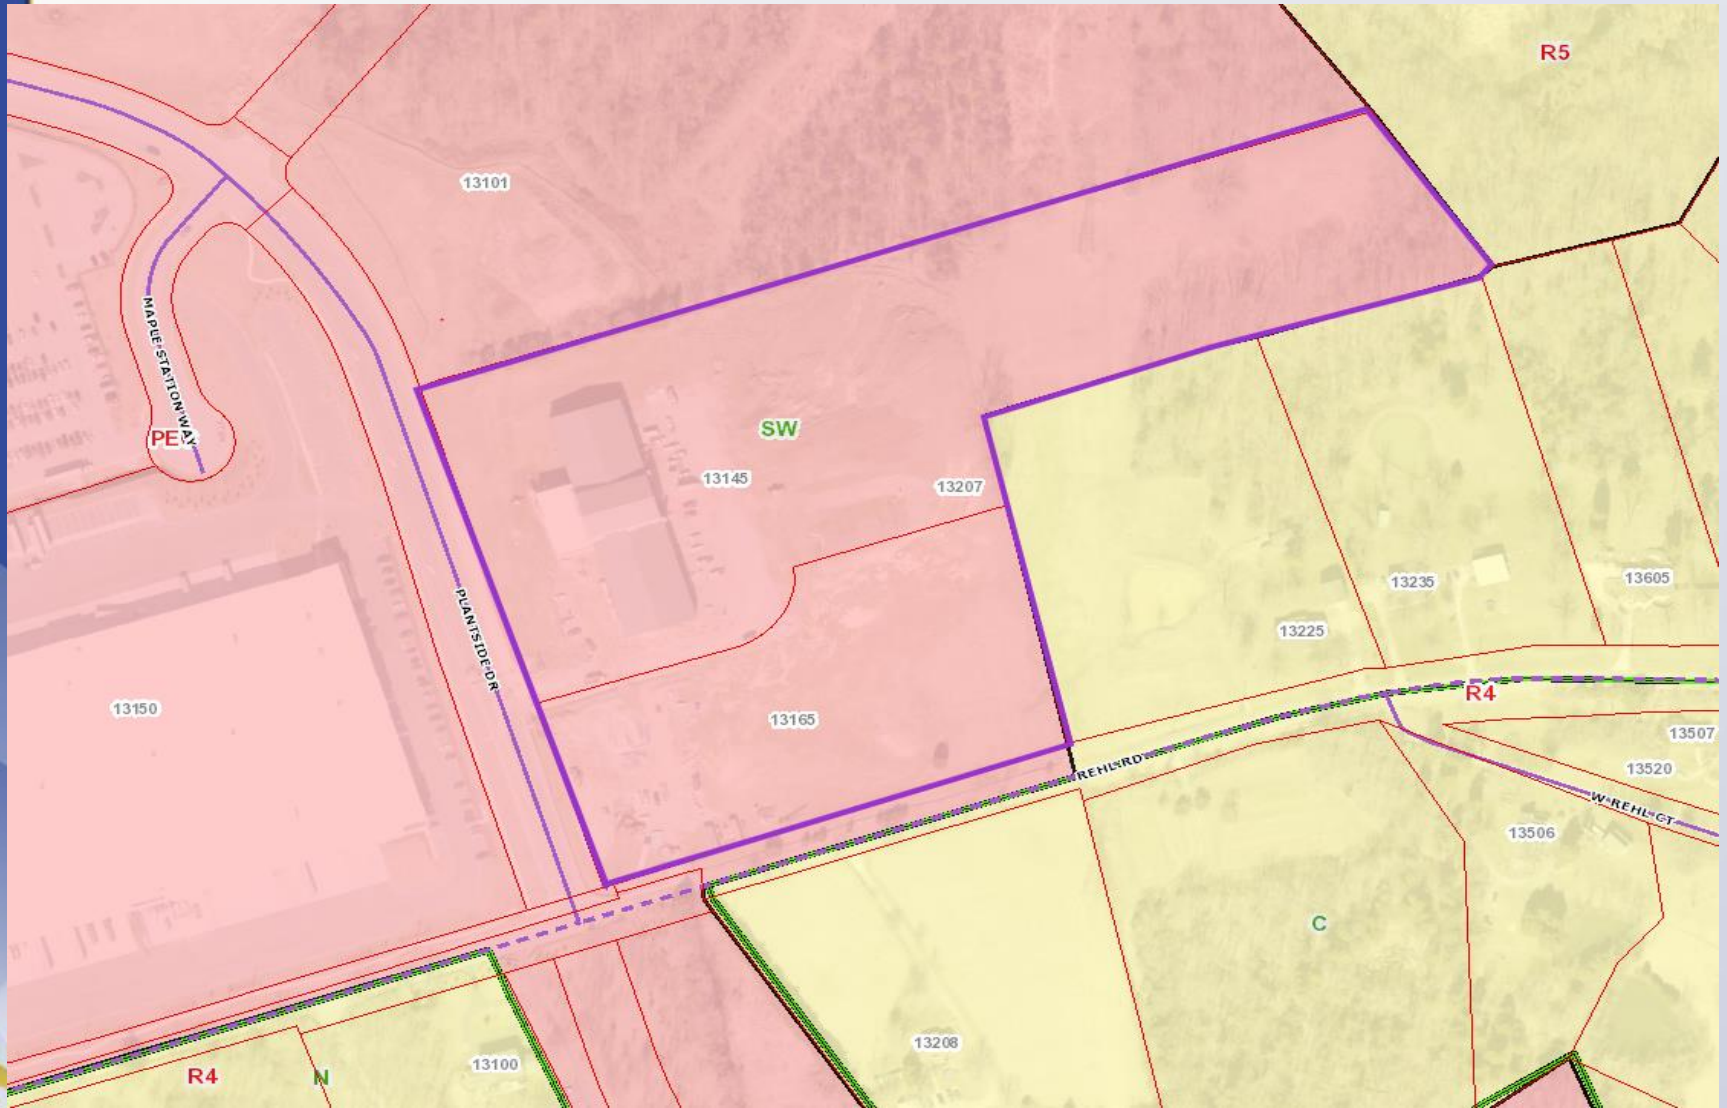 R5
13101
MAPLE STATION WAY
PE
SW
13145
13207
13235
13605
13225
PLANTSIDE DR
R4
13150
13165
13507
REHL RD
13520
W REHL CT
13506
C
13208
13100
R4
N